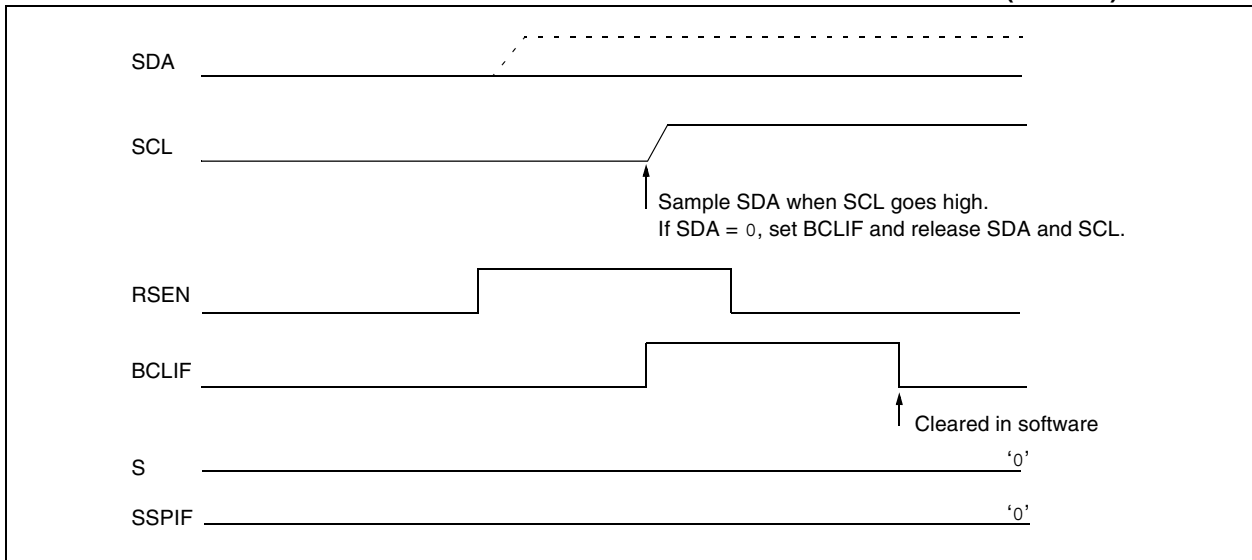 SDA
SCL
Sample SDA when SCL goes high.
If SDA = 0, set BCLIF and release SDA and SCL.
RSEN
BCLIF
Cleared in software
S
‘0’
SSPIF
‘0’